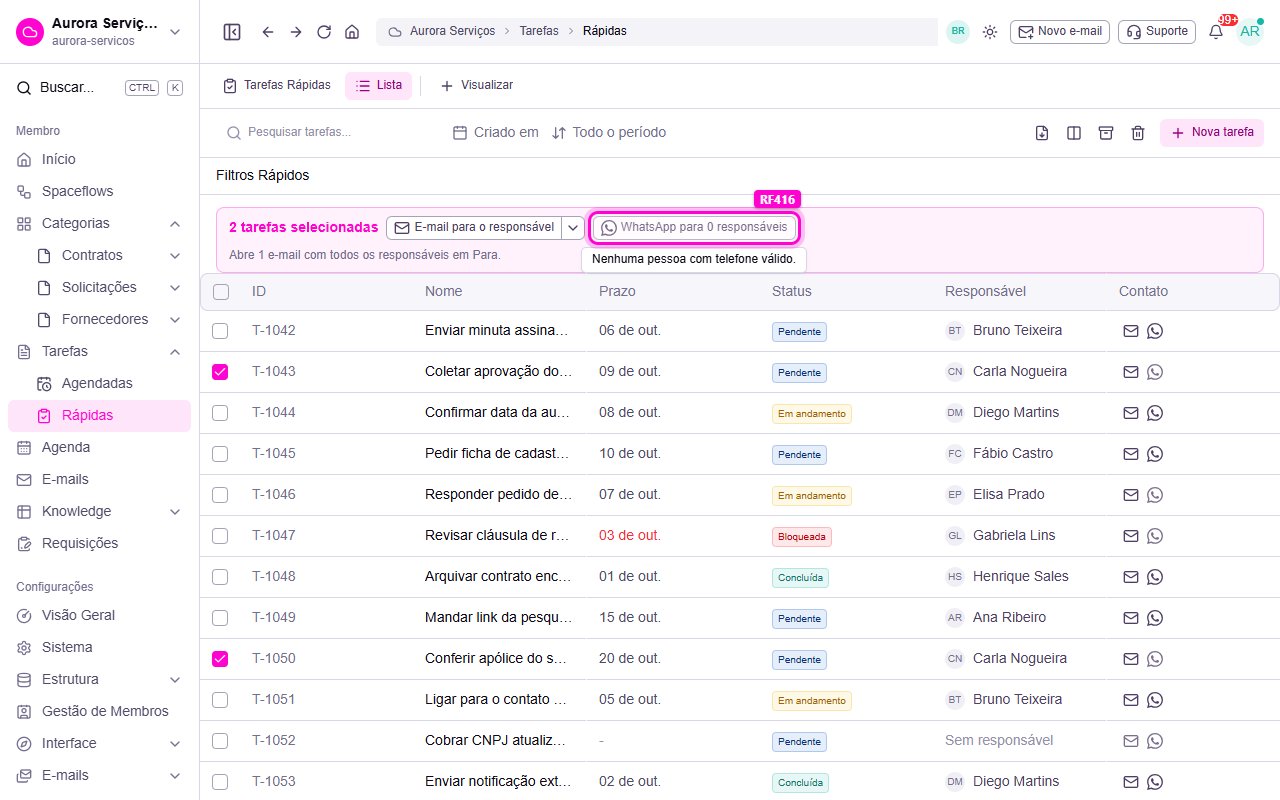 Aurora Serviç...
aurora-servicos
Aurora Serviços
Tarefas
Rápidas
BR
Novo e-mail
Suporte
99+
AR
Buscar...
CTRL
K
Membro
Início
Spaceflows
Categorias
Contratos
Solicitações
Fornecedores
Tarefas
Agendadas
Rápidas
Agenda
E-mails
Knowledge
Requisições
Configurações
Visão Geral
Sistema
Estrutura
Gestão de Membros
Interface
E-mails
Tarefas Rápidas
Lista
Visualizar
Pesquisar tarefas...
Criado em
Todo o período
Nova tarefa
Filtros Rápidos
RF416
2 tarefas selecionadas
E-mail para o responsável
WhatsApp para 0 responsáveis
Abre 1 e-mail com todos os responsáveis em Para.
Nenhuma pessoa com telefone válido.
ID Nome Prazo Status Responsável Contato
T-1042 Enviar minuta assina... 06 de out. Pendente BT Bruno Teixeira
T-1043 Coletar aprovação do... 09 de out. Pendente CN Carla Nogueira
T-1044 Confirmar data da au... 08 de out. Em andamento DM Diego Martins
T-1045 Pedir ficha de cadast... 10 de out. Pendente FC Fábio Castro
T-1046 Responder pedido de... 07 de out. Em andamento EP Elisa Prado
T-1047 Revisar cláusula de r... 03 de out. Bloqueada GL Gabriela Lins
T-1048 Arquivar contrato enc... 01 de out. Concluída HS Henrique Sales
T-1049 Mandar link da pesqu... 15 de out. Pendente AR Ana Ribeiro
T-1050 Conferir apólice do s... 20 de out. Pendente CN Carla Nogueira
T-1051 Ligar para o contato ... 05 de out. Em andamento BT Bruno Teixeira
T-1052 Cobrar CNPJ atualiz... - Pendente Sem responsável
T-1053 Enviar notificação ext... 02 de out. Concluída DM Diego Martins